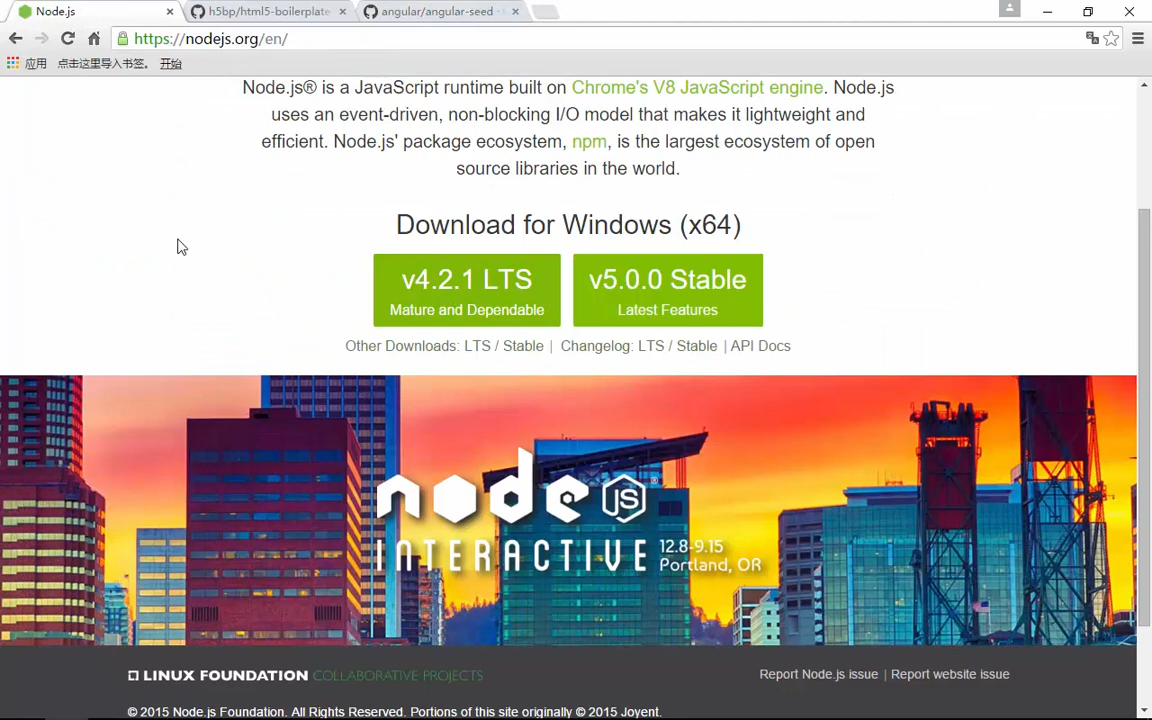 Node.js
h5bp/html5-boilerplate
angular/angular-seed
https://nodejs.org/en/
应用 点击这里导入书签。 开始
Node.js® is a JavaScript runtime built on Chrome's V8 JavaScript engine. Node.js
uses an event-driven, non-blocking I/O model that makes it lightweight and
efficient. Node.js' package ecosystem, npm, is the largest ecosystem of open
source libraries in the world.
Download for Windows (x64)
v4.2.1 LTS
Mature and Dependable
v5.0.0 Stable
Latest Features
Other Downloads: LTS / Stable | Changelog: LTS / Stable | API Docs
node JS
INTERACTIVE
12.8-9.15
Portland, OR
LINUX FOUNDATION COLLABORATIVE PROJECTS
Report Node.js issue | Report website issue
© 2015 Node.js Foundation. All Rights Reserved. Portions of this site originally © 2015 Joyent.